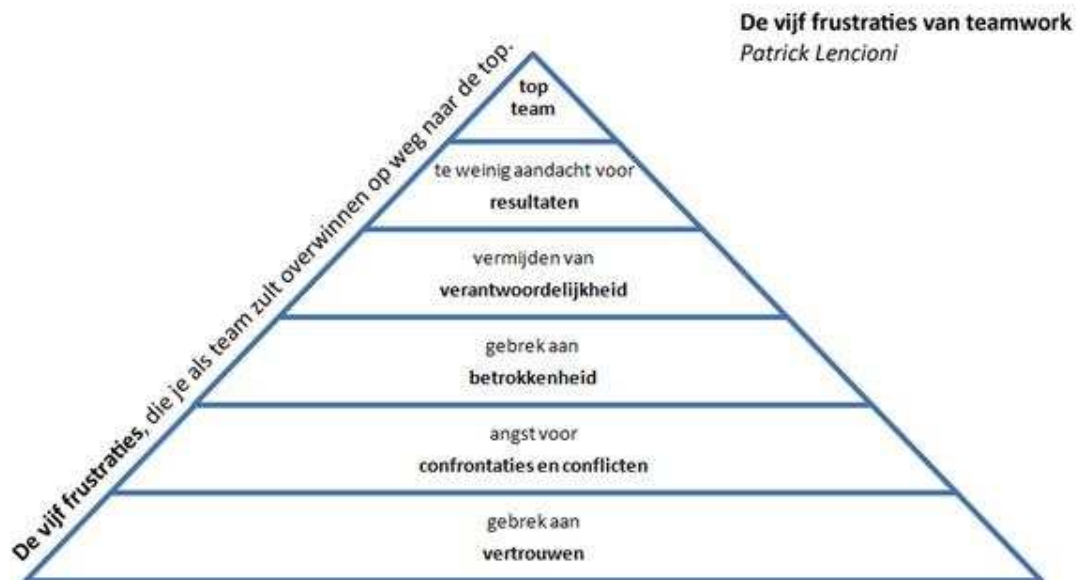 De vijf frustraties van teamwork
Patrick Lencioni
De vijf frustraties, die je als team zult overwinnen op weg naar de top.
top
team
te weinig aandacht voor
resultaten
vermijden van
verantwoordelijkheid
gebrek aan
betrokkenheid
angst voor
confrontaties en conflicten
gebrek aan
vertrouwen